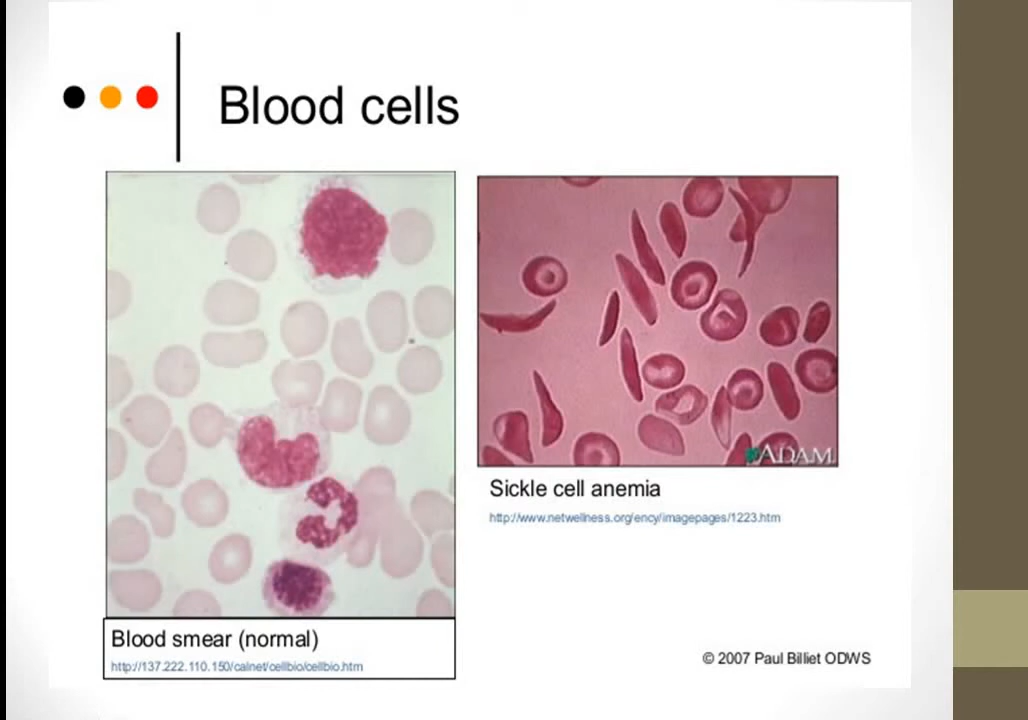 Blood cells
ADAM
Sickle cell anemia
http://www.netwellness.org/ency/imagepages/1223.htm
Blood smear (normal)
http://137.222.110.150/calnet/cellbio/cellbio.htm
© 2007 Paul Billiet ODWS